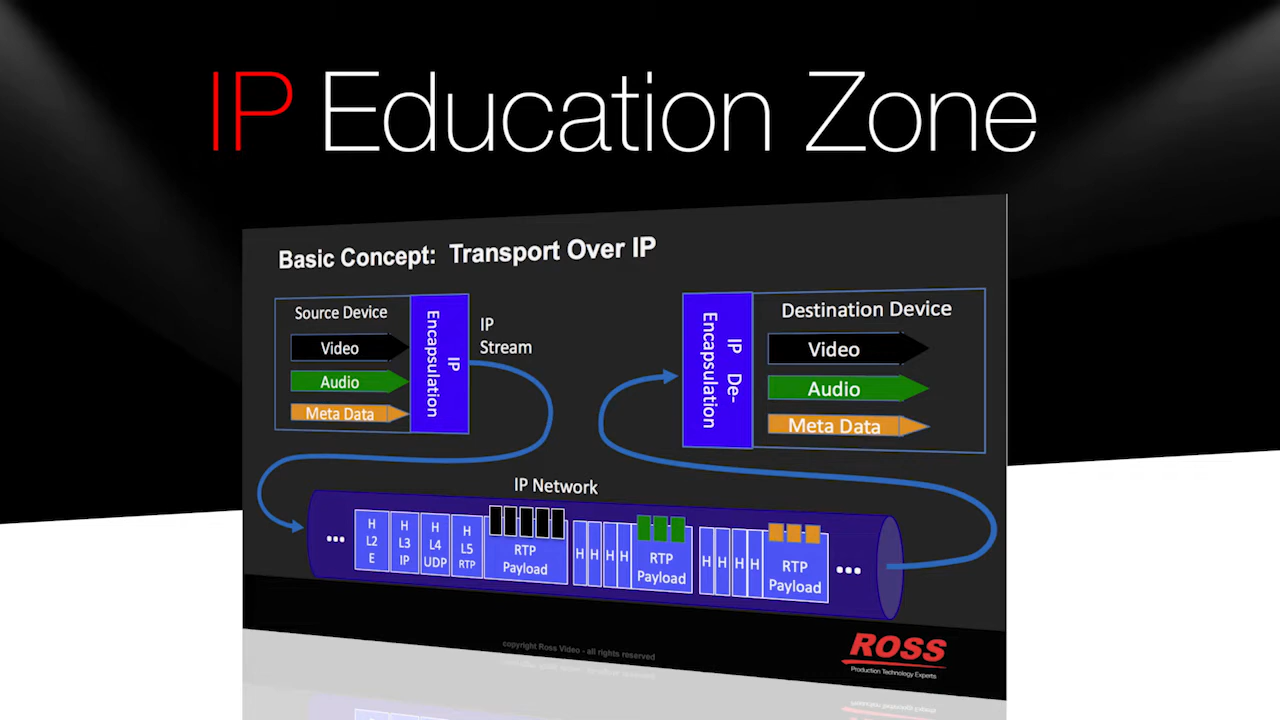 IP Education Zone
Basic Concept: Transport Over IP
Source Device
Video
Audio
Meta Data
IP
Encapsulation
IP
Stream
IP De-
Encapsulation
Destination Device
Video
Audio
Meta Data
IP Network
...
H
L2
E
H
L3
IP
H
L4
UDP
H
L5
RTP
RTP
Payload
H H H H
RTP
Payload
H H H H
RTP
Payload
...
copyright Ross Video - all rights reserved
ROSS
Production Technology Experts